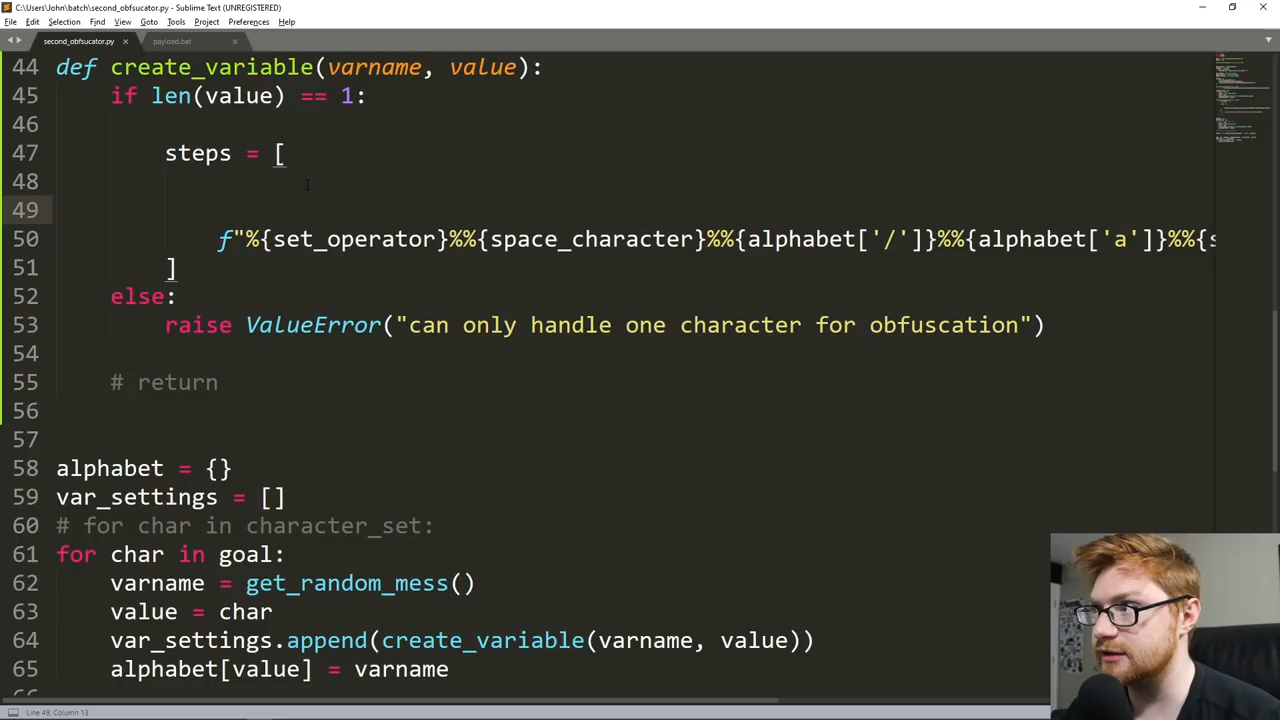 C:\Users\John\batch\second_obfsucator.py - Sublime Text (UNREGISTERED)
File Edit Selection Find View Goto Tools Project Preferences Help
second_obfsucator.py × payload.bat ×
44 def create_variable(varname, value):
45 if len(value) == 1:
46
47 steps = [
48
49
50 f"%{set_operator}%%{space_character}%%{alphabet['/']}%%{alphabet['a']}%%{s
51 ]
52 else:
53 raise ValueError("can only handle one character for obfuscation")
54
55 # return
56
57
58 alphabet = {}
59 var_settings = []
60 # for char in character_set:
61 for char in goal:
62 varname = get_random_mess()
63 value = char
64 var_settings.append(create_variable(varname, value))
65 alphabet[value] = varname
66
Line 49, Column 13